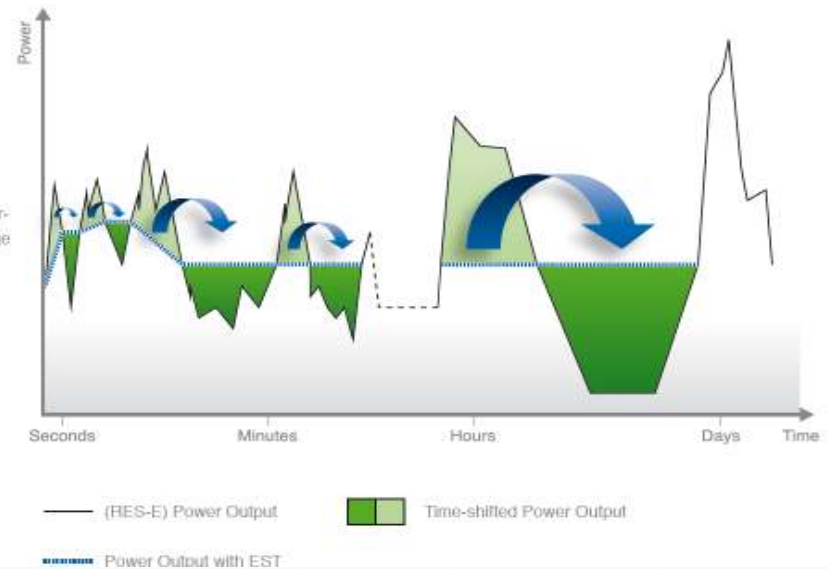 Power
Seconds
Minutes
Hours
Days
Time
(RES-E) Power Output
Time-shifted Power Output
Power Output with EST